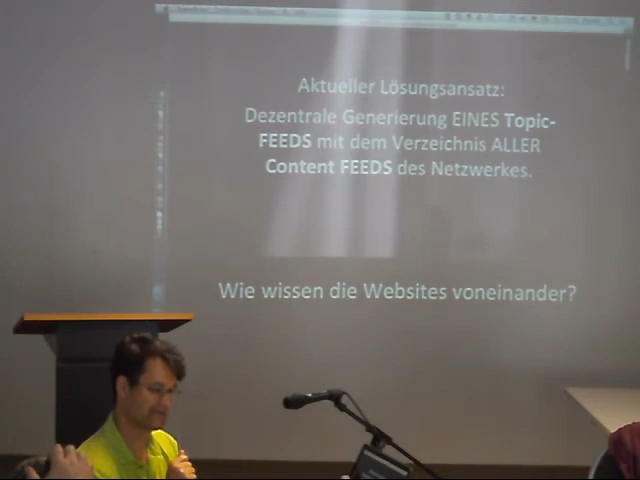 Aktueller Lösungsansatz:
Dezentrale Generierung EINES Topic-
FEEDS mit dem Verzeichnis ALLER
Content FEEDS des Netzwerkes.
Wie wissen die Websites voneinander?